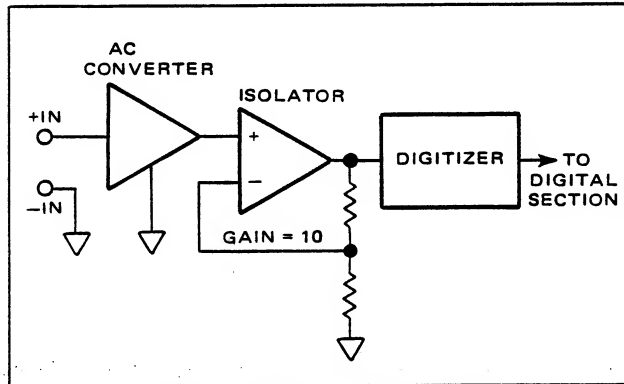 AC
CONVERTER
ISOLATOR
+IN
-IN
+
−
GAIN = 10
DIGITIZER
TO
DIGITAL
SECTION